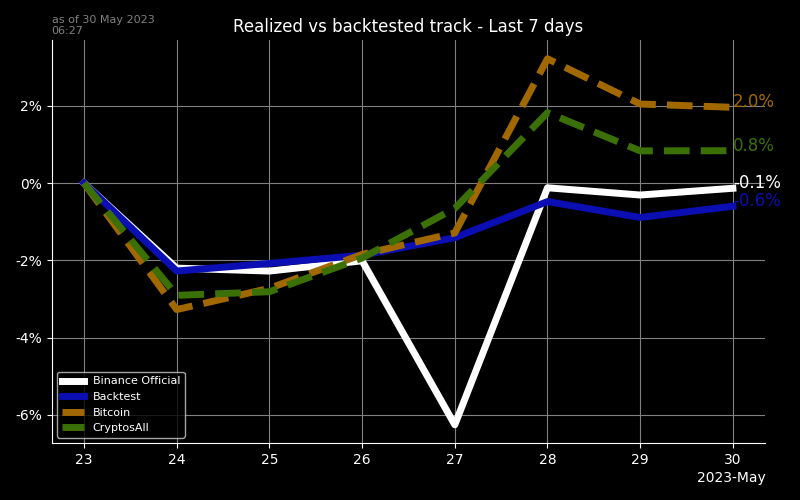 as of 30 May 2023
06:27
Realized vs backtested track - Last 7 days
2%
0%
-2%
-4%
-6%
2.0%
0.8%
-0.1%
-0.6%
Binance Official
Backtest
Bitcoin
CryptosAll
23 24 25 26 27 28 29 30
2023-May